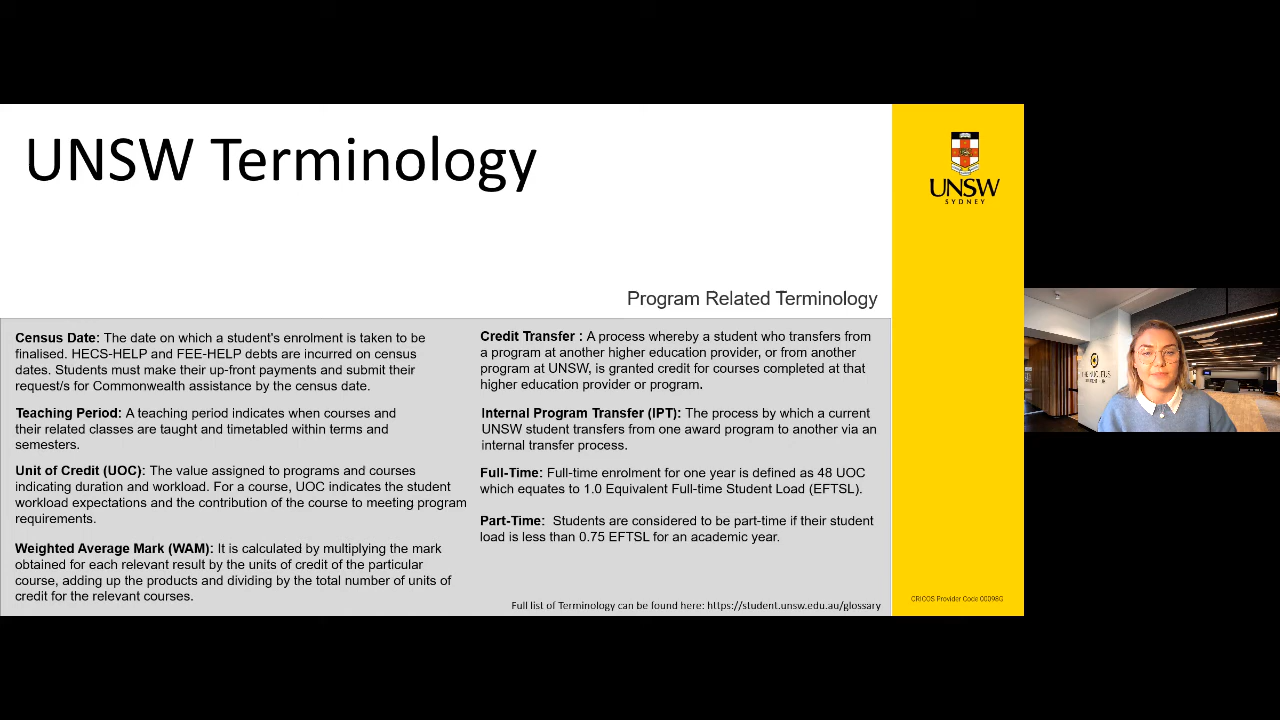 UNSW Terminology
UNSW
SYDNEY
Program Related Terminology
Census Date: The date on which a student's enrolment is taken to be
finalised. HECS-HELP and FEE-HELP debts are incurred on census
dates. Students must make their up-front payments and submit their
request/s for Commonwealth assistance by the census date.
Teaching Period: A teaching period indicates when courses and
their related classes are taught and timetabled within terms and
semesters.
Unit of Credit (UOC): The value assigned to programs and courses
indicating duration and workload. For a course, UOC indicates the student
workload expectations and the contribution of the course to meeting program
requirements.
Weighted Average Mark (WAM): It is calculated by multiplying the mark
obtained for each relevant result by the units of credit of the particular
course, adding up the products and dividing by the total number of units of
credit for the relevant courses.
Credit Transfer : A process whereby a student who transfers from
a program at another higher education provider, or from another
program at UNSW, is granted credit for courses completed at that
higher education provider or program.
Internal Program Transfer (IPT): The process by which a current
UNSW student transfers from one award program to another via an
internal transfer process.
Full-Time: Full-time enrolment for one year is defined as 48 UOC
which equates to 1.0 Equivalent Full-time Student Load (EFTSL).
Part-Time: Students are considered to be part-time if their student
load is less than 0.75 EFTSL for an academic year.
Full list of Terminology can be found here: https://student.unsw.edu.au/glossary
CRICOS Provider Code 00098G